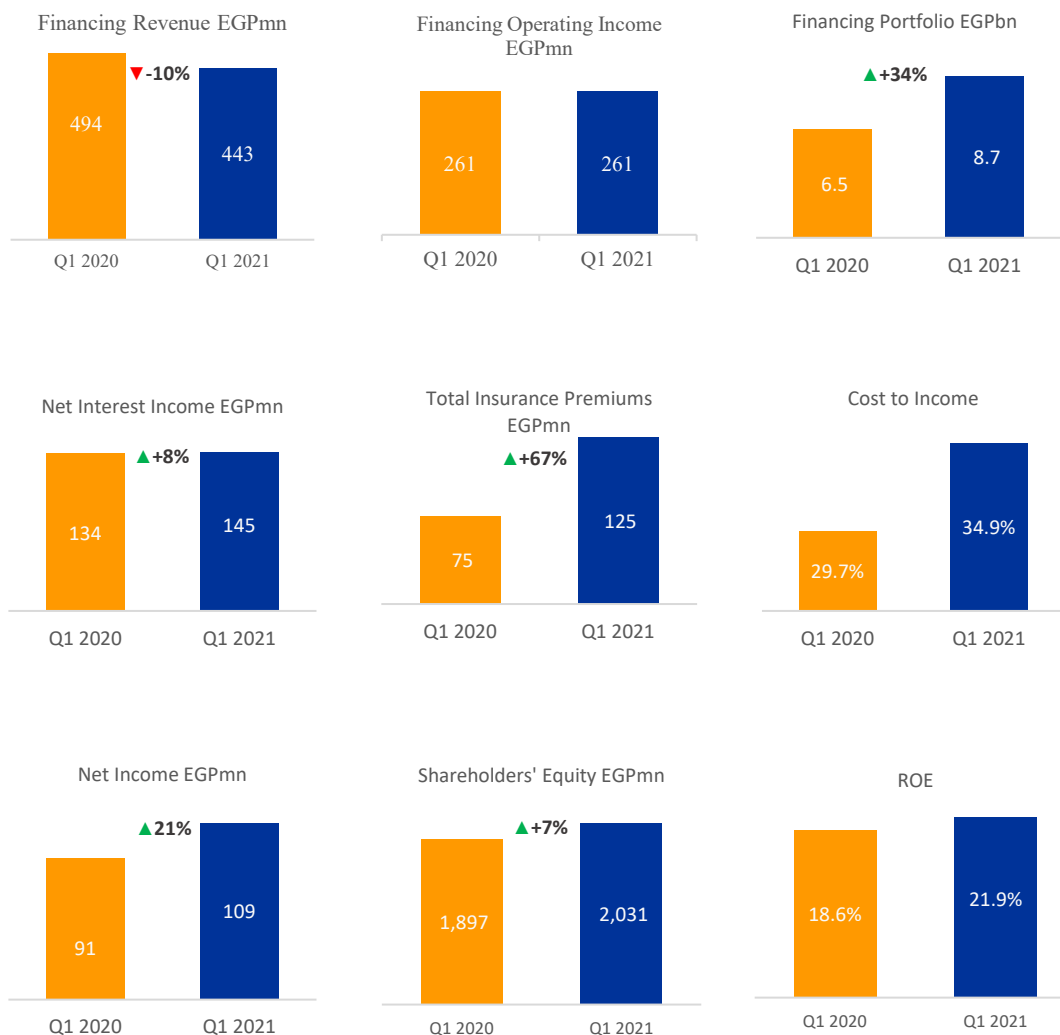 Financing Revenue EGPmn
▼ -10%
494
443
Q1 2020
Q1 2021
Financing Operating Income
EGPmn
261
261
Q1 2020
Q1 2021
Financing Portfolio EGPbn
▲ +34%
6.5
8.7
Q1 2020
Q1 2021
Net Interest Income EGPmn
▲ +8%
134
145
Q1 2020
Q1 2021
Total Insurance Premiums
EGPmn
▲ +67%
75
125
Q1 2020
Q1 2021
Cost to Income
29.7%
34.9%
Q1 2020
Q1 2021
Net Income EGPmn
▲ 21%
91
109
Q1 2020
Q1 2021
Shareholders' Equity EGPmn
▲ +7%
1,897
2,031
Q1 2020
Q1 2021
ROE
18.6%
21.9%
Q1 2020
Q1 2021